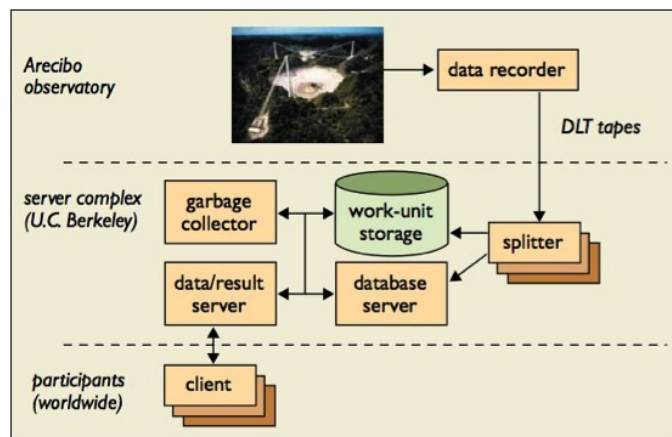 Arecibo
observatory
data recorder
DLT tapes
server complex
(U.C. Berkeley)
garbage
collector
work-unit
storage
splitter
data/result
server
database
server
participants
(worldwide)
client